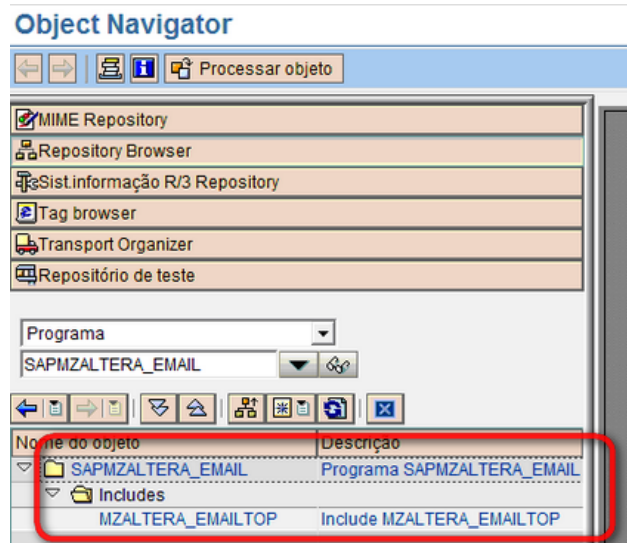 Object Navigator
Processar objeto
MIME Repository
Repository Browser
Sist.informação R/3 Repository
Tag browser
Transport Organizer
Repositório de teste
Programa
SAPMZALTERA_EMAIL
Nome do objeto Descrição
SAPMZALTERA_EMAIL Programa SAPMZALTERA_EMAIL
Includes
MZALTERA_EMAILTOP Include MZALTERA_EMAILTOP